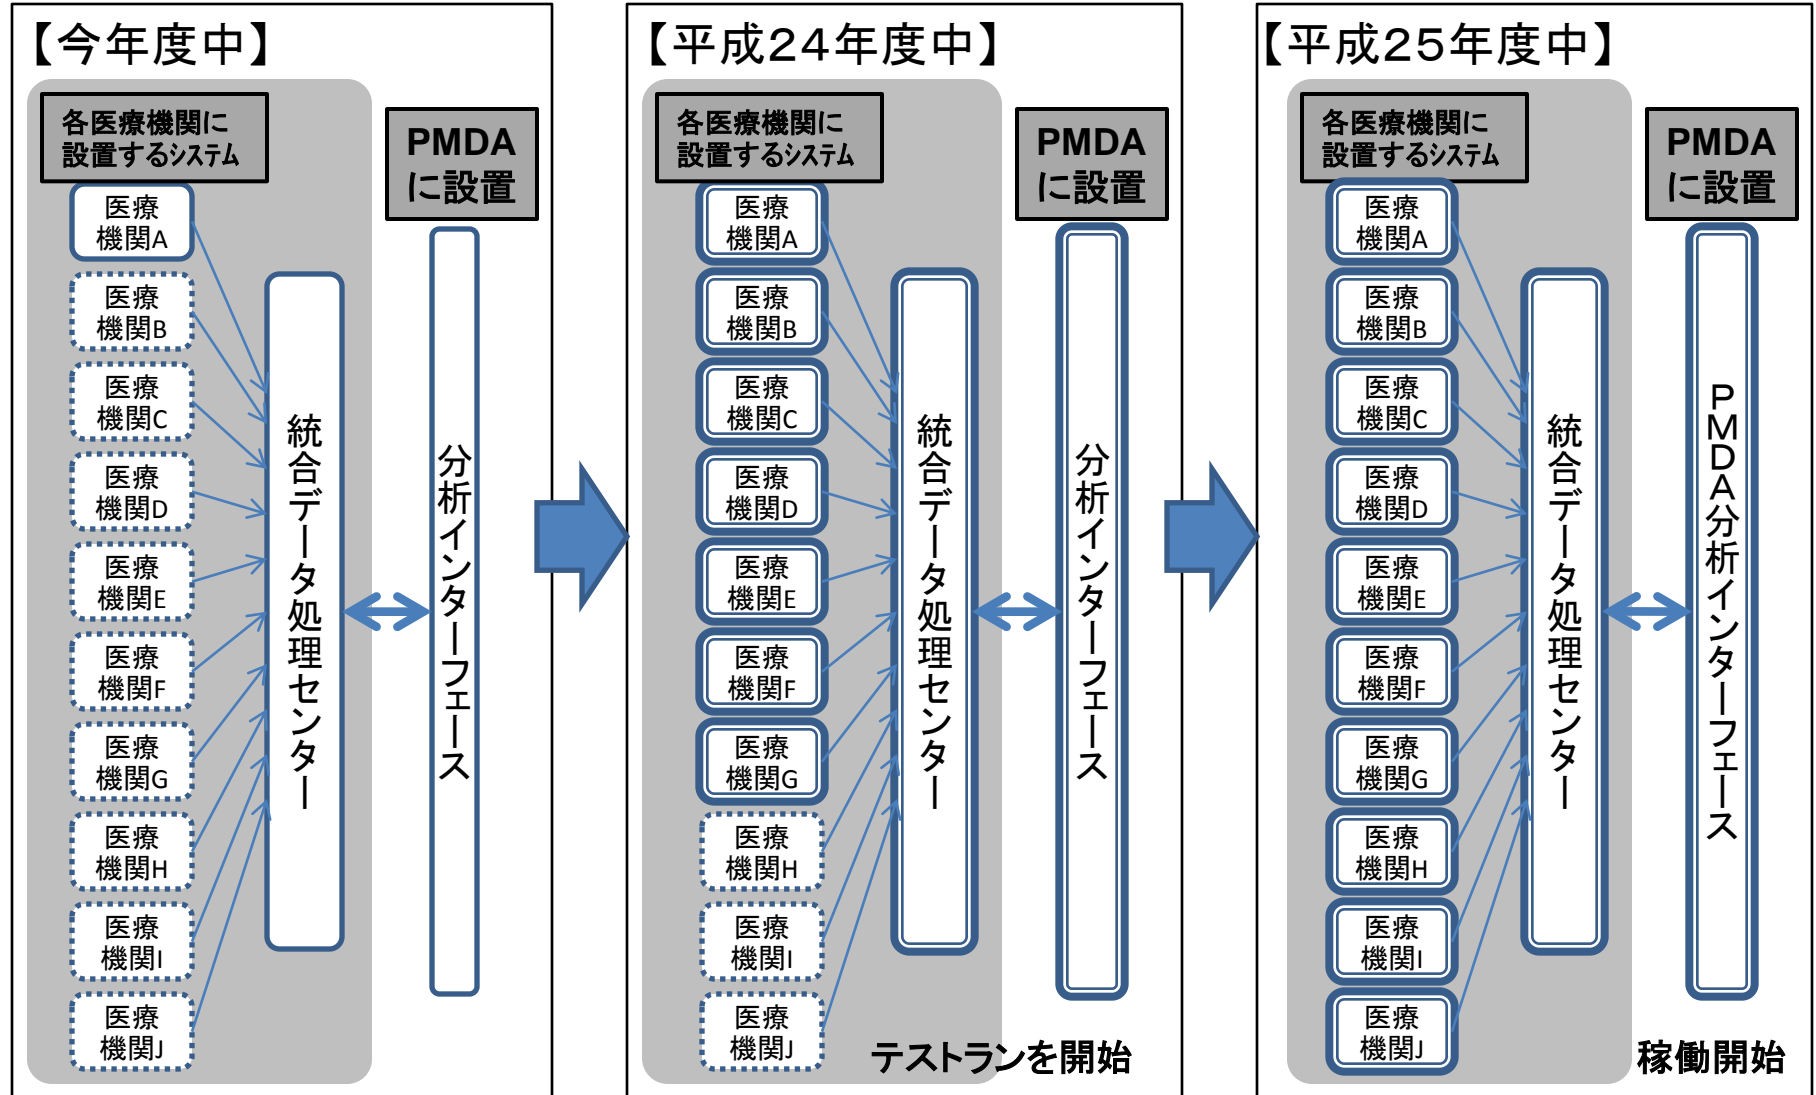 【今年度中】
各医療機関に
設置するシステム
PMDA
に設置
医療
機関A
医療
機関B
医療
機関C
医療
機関D
医療
機関E
医療
機関F
医療
機関G
医療
機関H
医療
機関I
医療
機関J
統合データ処理センター
分析インターフェース
【平成24年度中】
各医療機関に
設置するシステム
PMDA
に設置
医療
機関A
医療
機関B
医療
機関C
医療
機関D
医療
機関E
医療
機関F
医療
機関G
医療
機関H
医療
機関I
医療
機関J
統合データ処理センター
分析インターフェース
テストランを開始
【平成25年度中】
各医療機関に
設置するシステム
PMDA
に設置
医療
機関A
医療
機関B
医療
機関C
医療
機関D
医療
機関E
医療
機関F
医療
機関G
医療
機関H
医療
機関I
医療
機関J
統合データ処理センター
PMDA分析インターフェース
稼働開始